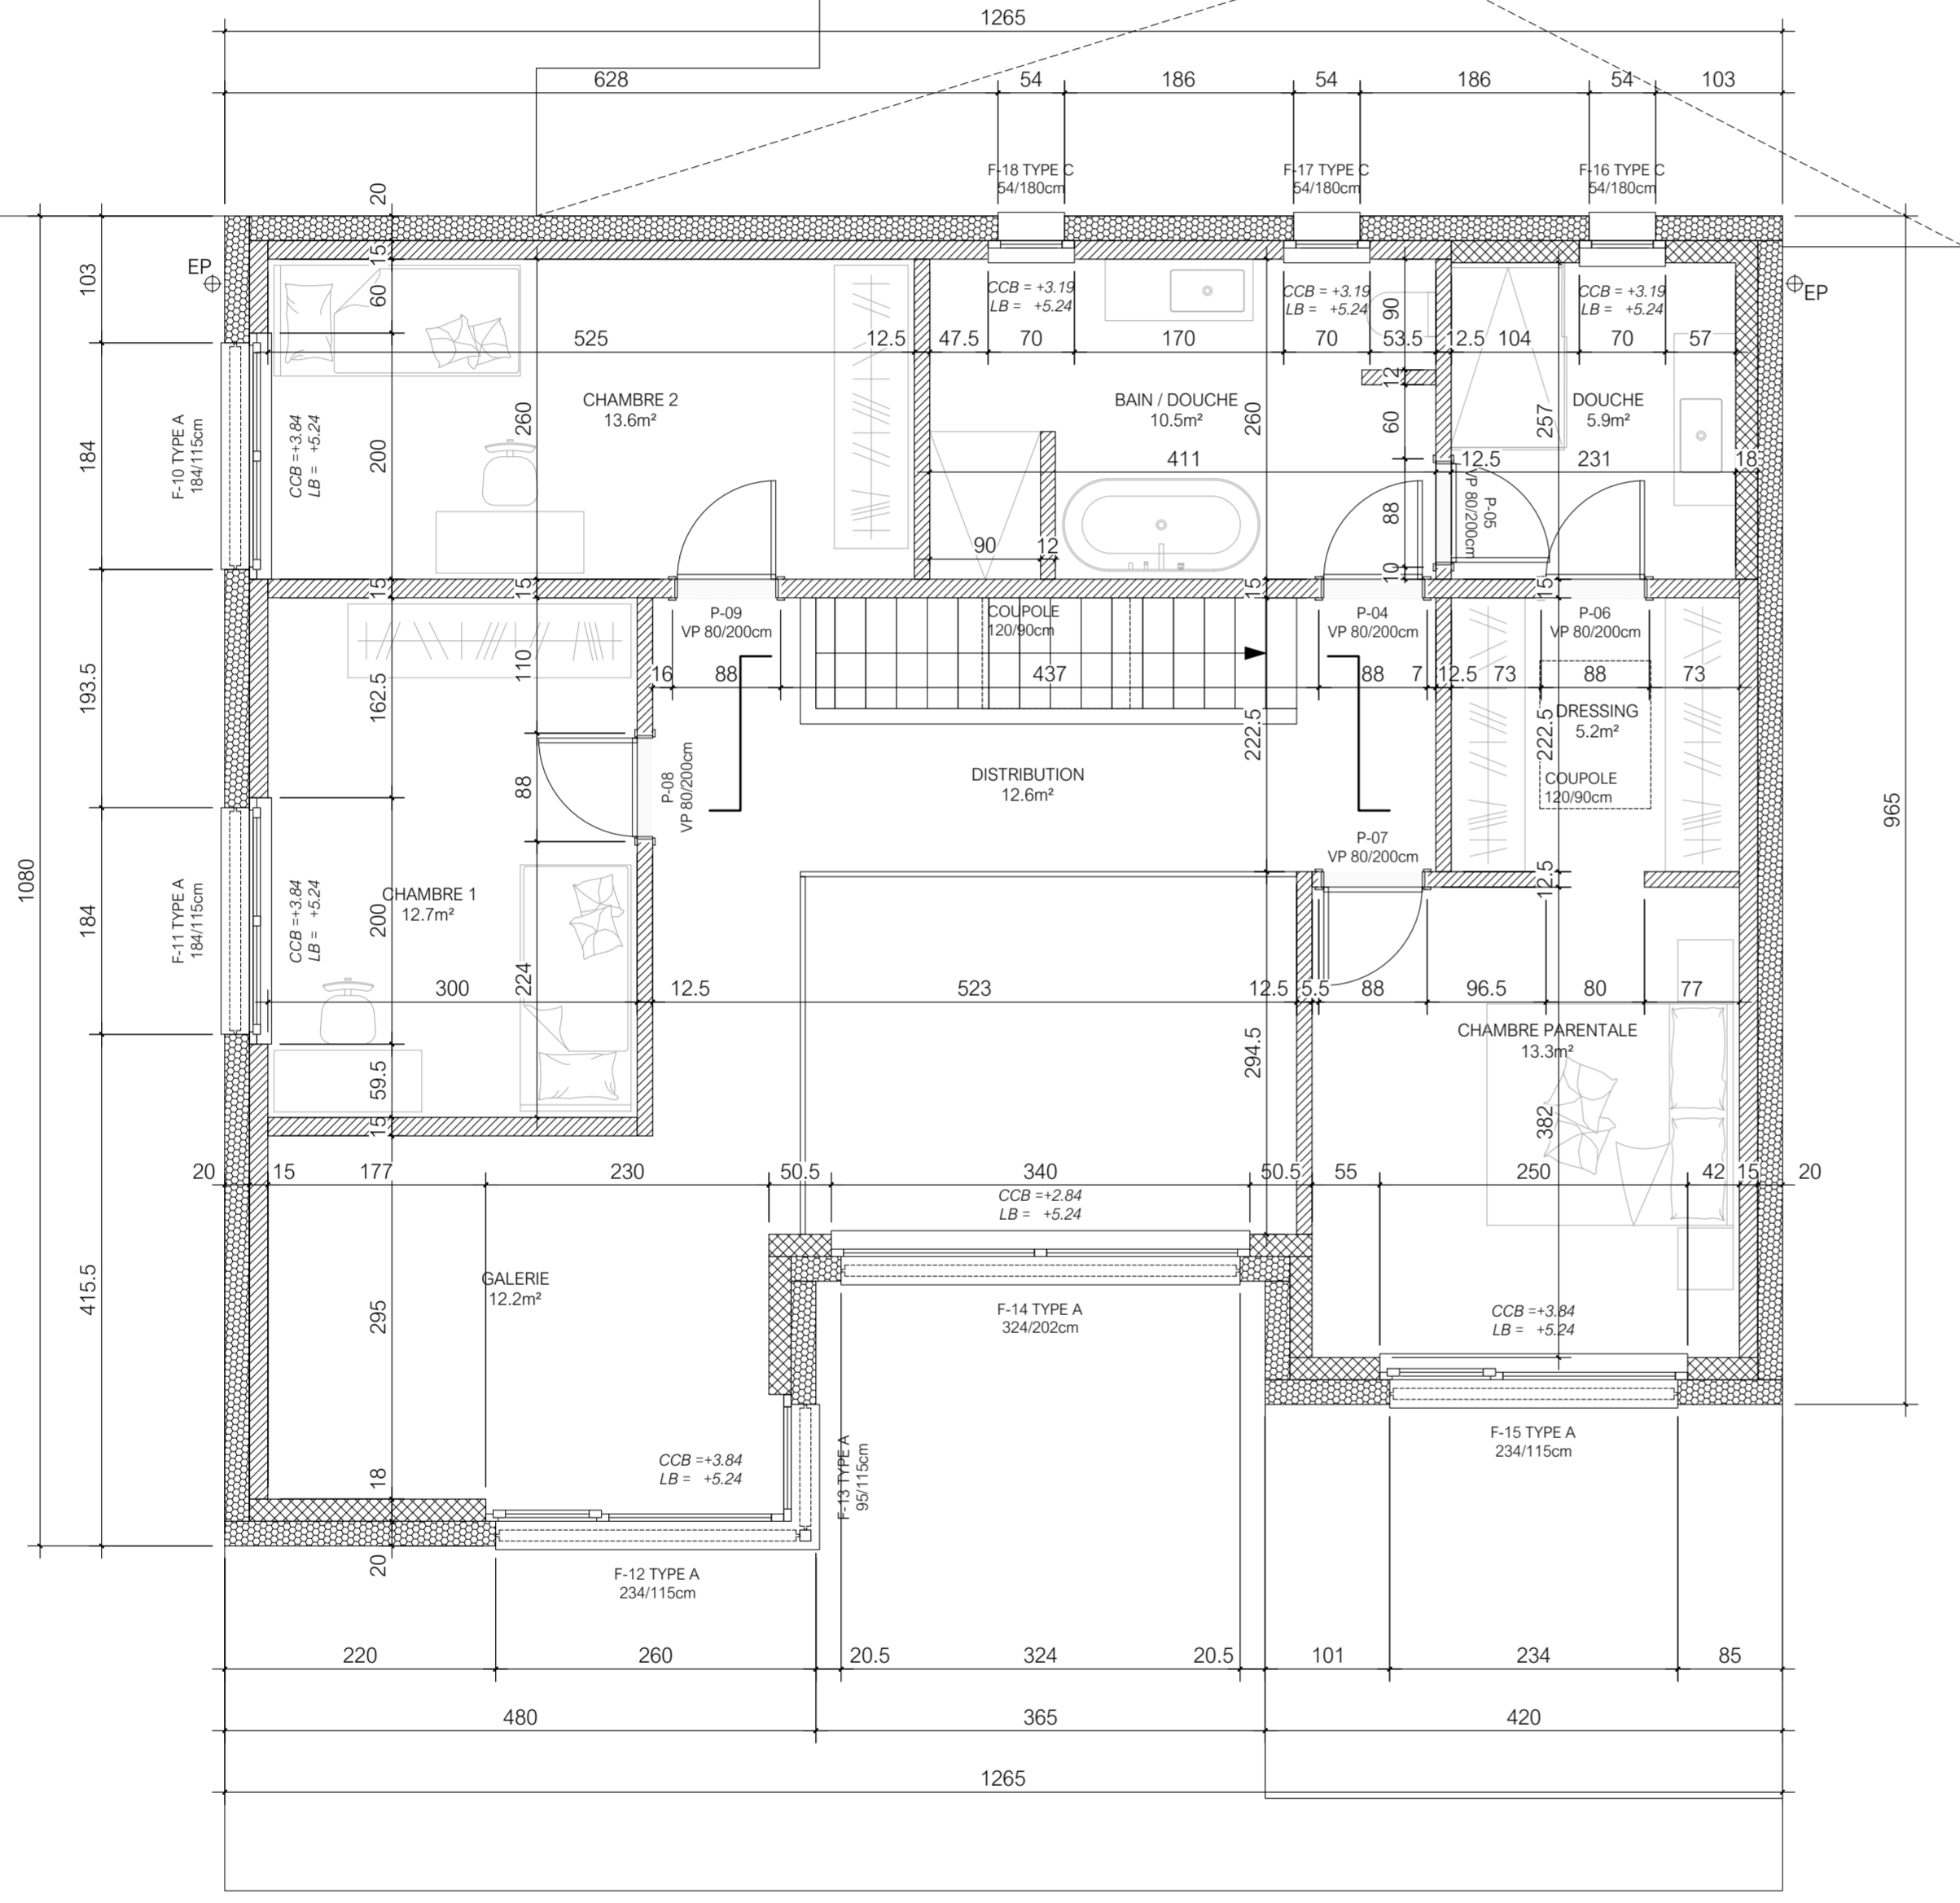 1265
628 54 186 54 186 54 103
F-18 TYPE C
54/180cm
F-17 TYPE C
54/180cm
F-16 TYPE C
54/180cm
20
15
60
200
15
162.5
200
59.5
15
295
18
20
EP
EP
103
184
193.5
184
415.5
1080
965
F-10 TYPE A
184/115cm
CCB =+3.84
LB = +5.24
F-11 TYPE A
184/115cm
CCB =+3.84
LB = +5.24
CCB = +3.19
LB = +5.24
CCB = +3.19
LB = +5.24
CCB = +3.19
LB = +5.24
525 12.5 47.5 70 170 70 53.5 12.5 104 70 57
CHAMBRE 2
13.6m²
BAIN / DOUCHE
10.5m²
DOUCHE
5.9m²
260
15
110
88
224
260
15
222.5
294.5
90
12
60
88
10
257
15
222.5
12.5
382
411 12.5 231 18
90 12
P-05
VP 80/200cm
P-09
VP 80/200cm
COUPOLE
120/90cm
P-04
VP 80/200cm
P-06
VP 80/200cm
16 88 437 88 7 12.5 73 88 73
DRESSING
5.2m²
COUPOLE
120/90cm
DISTRIBUTION
12.6m²
P-08
VP 80/200cm
P-07
VP 80/200cm
CHAMBRE 1
12.7m²
300 12.5 523 12.5 5.5 88 96.5 80 77
CHAMBRE PARENTALE
13.3m²
20 15 177 230 50.5 340 50.5 55 250 42 15 20
CCB =+2.84
LB = +5.24
GALERIE
12.2m²
F-14 TYPE A
324/202cm
CCB =+3.84
LB = +5.24
CCB =+3.84
LB = +5.24
F-13 TYPE A
95/115cm
F-15 TYPE A
234/115cm
F-12 TYPE A
234/115cm
220 260 20.5 324 20.5 101 234 85
480 365 420
1265